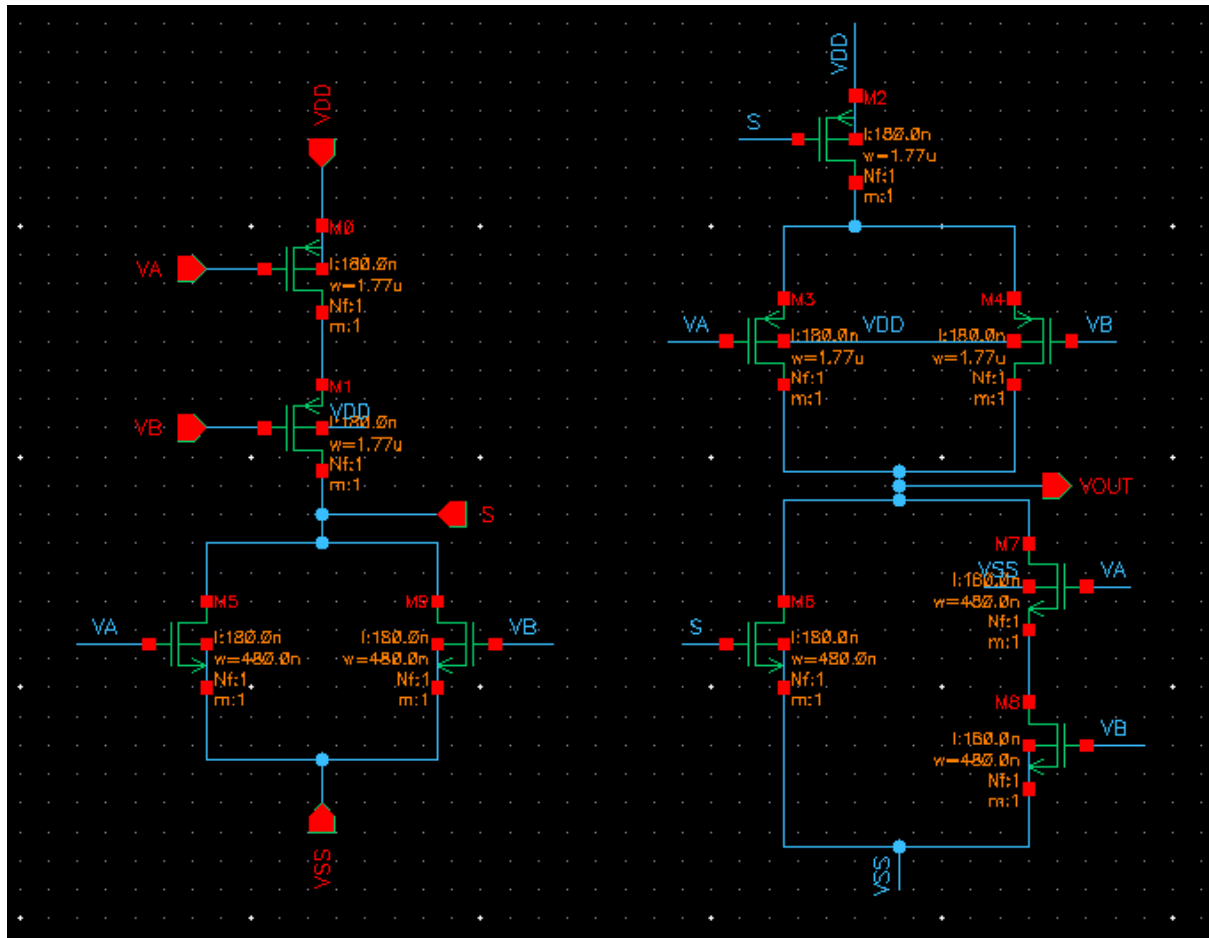 VDD
M0
VA
l:180.0n
w=1.77u
Nf:1
m:1
M1
VDD
VB
l:180.0n
w=1.77u
Nf:1
m:1
S
M5
VA
l:180.0n
w=480.0n
Nf:1
m:1
M9
VB
l:180.0n
w=480.0n
Nf:1
m:1
VSS
VDD
M2
S
l:180.0n
w=1.77u
Nf:1
m:1
M3
VA
l:180.0n
w=1.77u
Nf:1
m:1
VDD
M4
VB
l:180.0n
w=1.77u
Nf:1
m:1
VOUT
M7
VSS
VA
l:180.0n
w=480.0n
Nf:1
m:1
M6
S
l:180.0n
w=480.0n
Nf:1
m:1
M8
VB
l:180.0n
w=480.0n
Nf:1
m:1
VSS